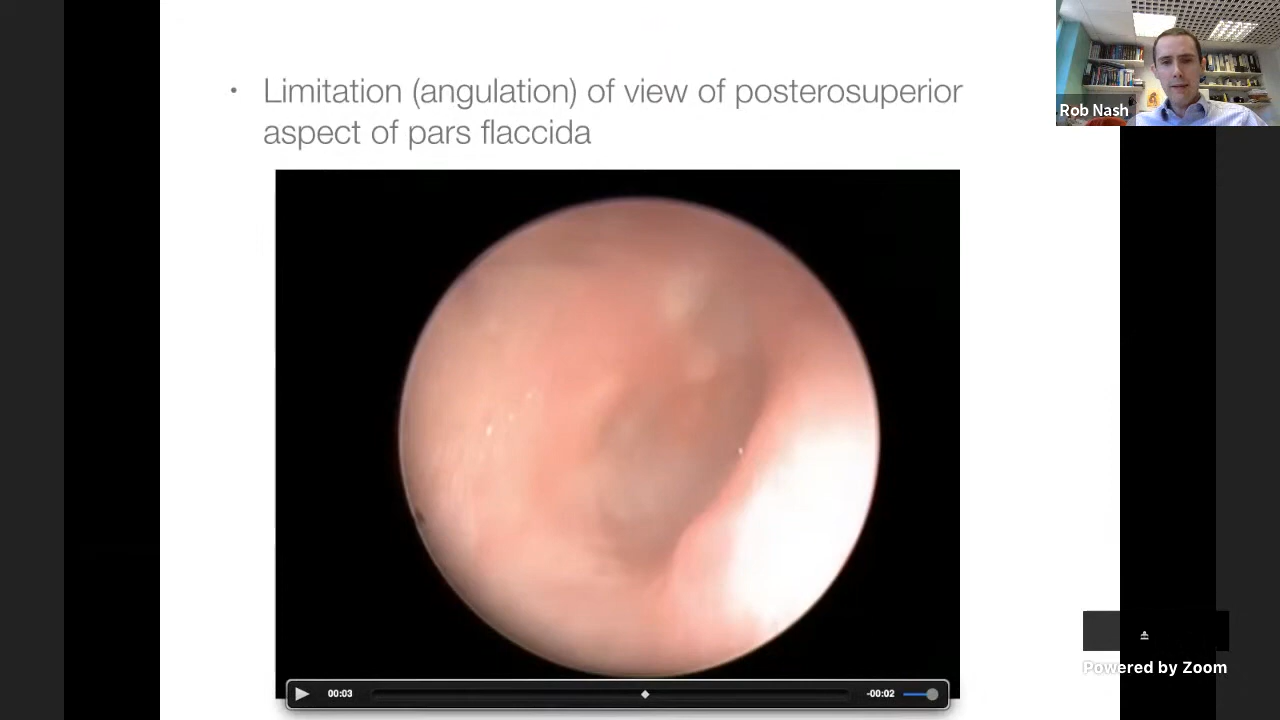 • Limitation (angulation) of view of posterosuperior
aspect of pars flaccida
Rob Nash
00:03
-00:02
Powered by Zoom